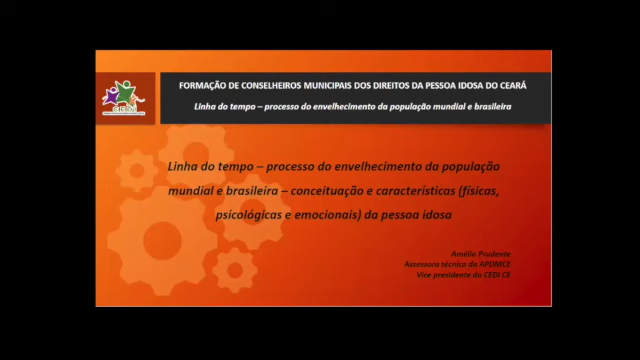 FORMAÇÃO DE CONSELHEIROS MUNICIPAIS DOS DIREITOS DA PESSOA IDOSA DO CEARÁ
Linha do tempo – processo do envelhecimento da população mundial e brasileira
Linha do tempo – processo do envelhecimento da população
mundial e brasileira – conceituação e características (físicas,
psicológicas e emocionais) da pessoa idosa
Amélia Prudente
Assessora técnica da APDMCE
Vice presidente do CEDI CE